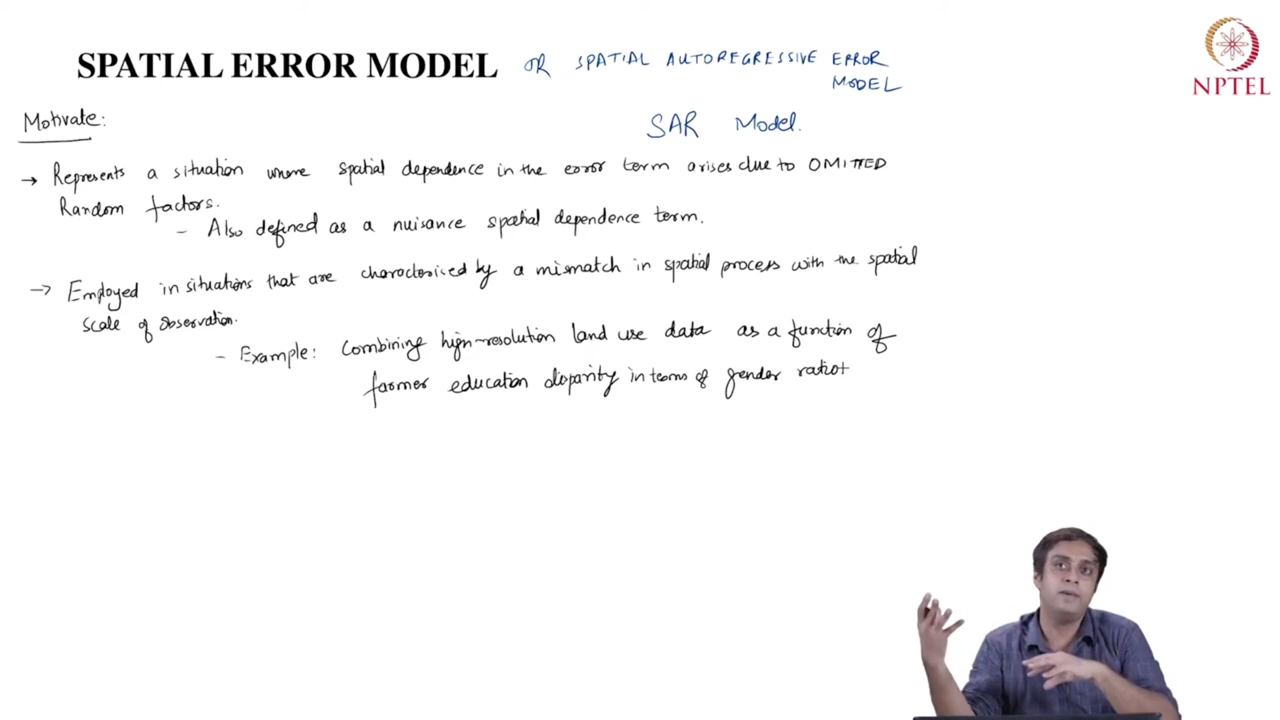 SPATIAL ERROR MODEL OR SPATIAL AUTOREGRESSIVE ERROR
MODEL
NPTEL
Motivate:
SAR Model.
→ Represents a situation where spatial dependence in the error term arises due to OMITTED
Random factors.
- Also defined as a nuisance spatial dependence term.
→ Employed in situations that are characterised by a mismatch in spatial process with the spatial
scale of observation.
- Example: Combining high-resolution land use data as a function of
farmer education disparity in terms of gender ratio